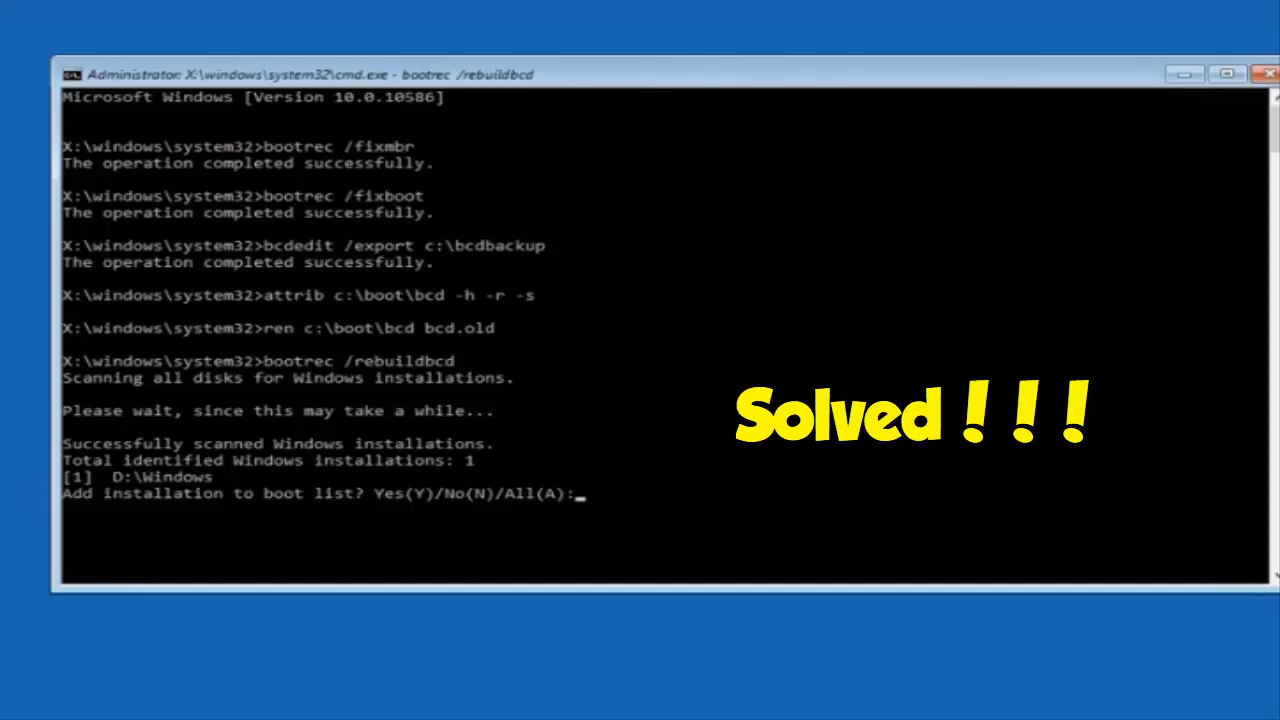 Administrator: X:\windows\system32\cmd.exe - bootrec /rebuildbcd
Microsoft Windows [Version 10.0.10586]
X:\windows\system32>bootrec /fixmbr
The operation completed successfully.
X:\windows\system32>bootrec /fixboot
The operation completed successfully.
X:\windows\system32>bcdedit /export c:\bcdbackup
The operation completed successfully.
X:\windows\system32>attrib c:\boot\bcd -h -r -s
X:\windows\system32>ren c:\boot\bcd bcd.old
X:\windows\system32>bootrec /rebuildbcd
Scanning all disks for Windows installations.
Please wait, since this may take a while...
Successfully scanned Windows installations.
Total identified Windows installations: 1
[1]  D:\Windows
Add installation to boot list? Yes(Y)/No(N)/All(A):_
Solved!!!